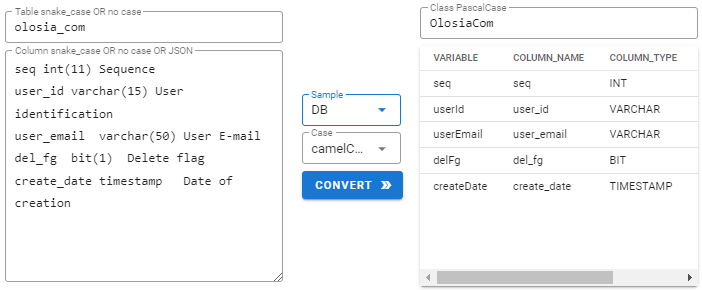 Table snake_case OR no case
olosia_com
Column snake_case OR no case OR JSON
seq int(11) Sequence
user_id varchar(15) User
identification
user_email  varchar(50) User E-mail
del_fg  bit(1)  Delete flag
create_date timestamp   Date of
creation
Sample
DB
Case
camelC...
CONVERT
Class PascalCase
OlosiaCom
VARIABLE COLUMN_NAME COLUMN_TYPE
seq seq INT
userId user_id VARCHAR
userEmail user_email VARCHAR
delFg del_fg BIT
createDate create_date TIMESTAMP